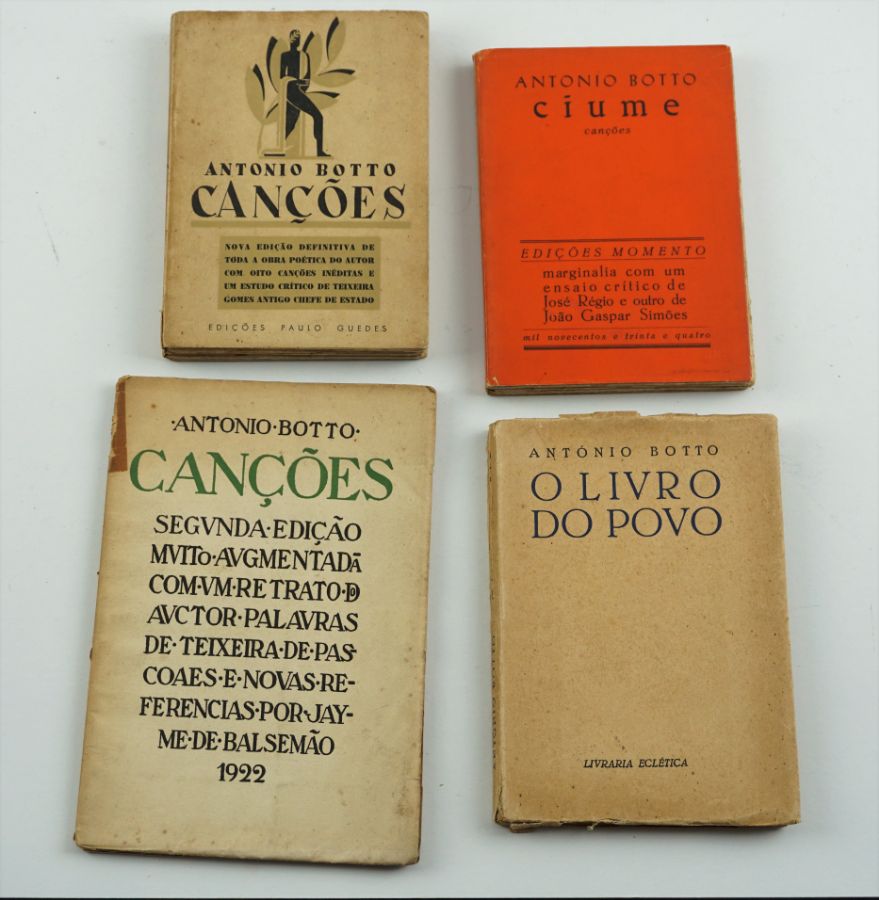 ANTONIO BOTTO
CANÇÕES
NOVA EDIÇÃO DEFINITIVA DE
TODA A OBRA POÉTICA DO AUTOR
COM OITO CANÇÕES INÉDITAS E
UM ESTUDO CRÍTICO DE TEIXEIRA
GOMES ANTIGO CHEFE DE ESTADO
EDIÇÕES PAULO GUEDES
ANTONIO BOTTO
ciume
canções
EDIÇÕES MOMENTO
marginalia com um
ensaio crítico de
José Régio e outro de
João Gaspar Simões
mil novecentos e trinta e quatro
·ANTONIO·BOTTO·
CANÇÕES
SEGVNDA·EDIÇÃO
MVITO·AVGMENTADA
COM·VM·RETRATO·DO
AVCTOR·PALAVRAS
DE·TEIXEIRA·DE·PAS-
COAES·E·NOVAS·RE-
FERENCIAS·POR·JAY-
ME·DE·BALSEMÃO
1922
ANTÓNIO BOTTO
O LIVRO
DO POVO
LIVRARIA ECLÉTICA